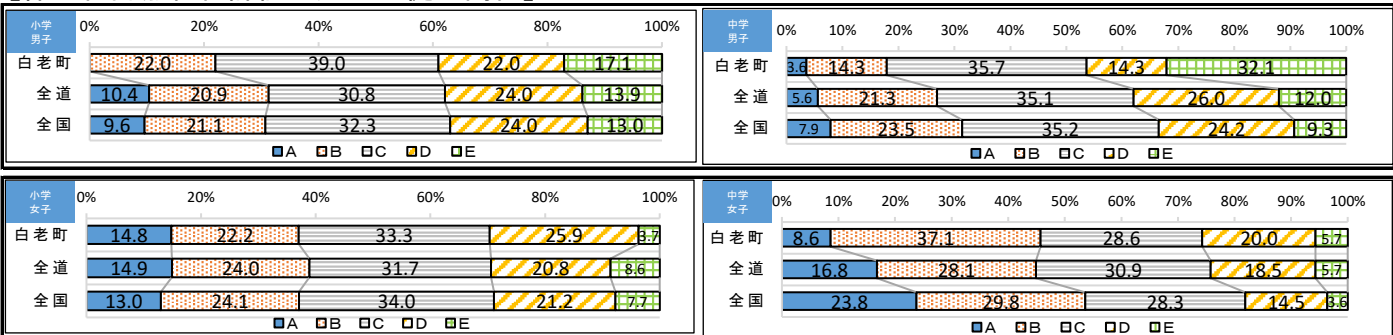 小学
男子
0% 20% 40% 60% 80% 100%
白老町 22.0 39.0 22.0 17.1
全道 10.4 20.9 30.8 24.0 13.9
全国 9.6 21.1 32.3 24.0 13.0
A B C D E
中学
男子
0% 10% 20% 30% 40% 50% 60% 70% 80% 90% 100%
白老町 3.6 14.3 35.7 14.3 32.1
全道 5.6 21.3 35.1 26.0 12.0
全国 7.9 23.5 35.2 24.2 9.3
A B C D E
小学
女子
0% 20% 40% 60% 80% 100%
白老町 14.8 22.2 33.3 25.9 3.7
全道 14.9 24.0 31.7 20.8 8.6
全国 13.0 24.1 34.0 21.2 7.7
A B C D E
中学
女子
0% 10% 20% 30% 40% 50% 60% 70% 80% 90% 100%
白老町 8.6 37.1 28.6 20.0 5.7
全道 16.8 28.1 30.9 18.5 5.7
全国 23.8 29.8 28.3 14.5 3.6
A B C D E